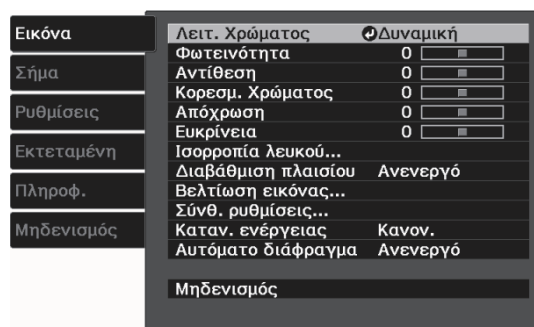 Εικόνα
Σήμα
Ρυθμίσεις
Εκτεταμένη
Πληροφ.
Μηδενισμός
Λειτ. Χρώματος Δυναμική
Φωτεινότητα 0
Αντίθεση 0
Κορεσμ. Χρώματος 0
Απόχρωση 0
Ευκρίνεια 0
Ισορροπία λευκού...
Διαβάθμιση πλαισίου Ανενεργό
Βελτίωση εικόνας...
Σύνθ. ρυθμίσεις...
Καταν. ενέργειας Κανον.
Αυτόματο διάφραγμα Ανενεργό
Μηδενισμός